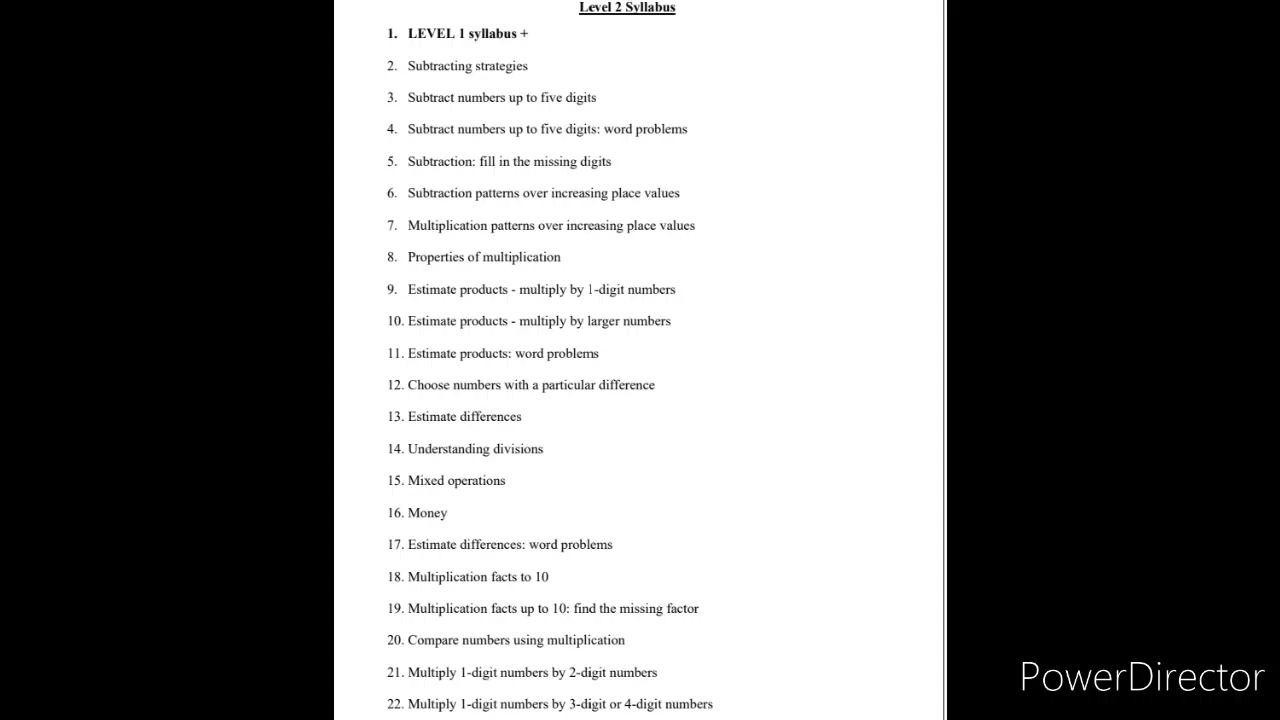 Level 2 Syllabus
1. LEVEL 1 syllabus +
2. Subtracting strategies
3. Subtract numbers up to five digits
4. Subtract numbers up to five digits: word problems
5. Subtraction: fill in the missing digits
6. Subtraction patterns over increasing place values
7. Multiplication patterns over increasing place values
8. Properties of multiplication
9. Estimate products - multiply by 1-digit numbers
10. Estimate products - multiply by larger numbers
11. Estimate products: word problems
12. Choose numbers with a particular difference
13. Estimate differences
14. Understanding divisions
15. Mixed operations
16. Money
17. Estimate differences: word problems
18. Multiplication facts to 10
19. Multiplication facts up to 10: find the missing factor
20. Compare numbers using multiplication
21. Multiply 1-digit numbers by 2-digit numbers
22. Multiply 1-digit numbers by 3-digit or 4-digit numbers
PowerDirector